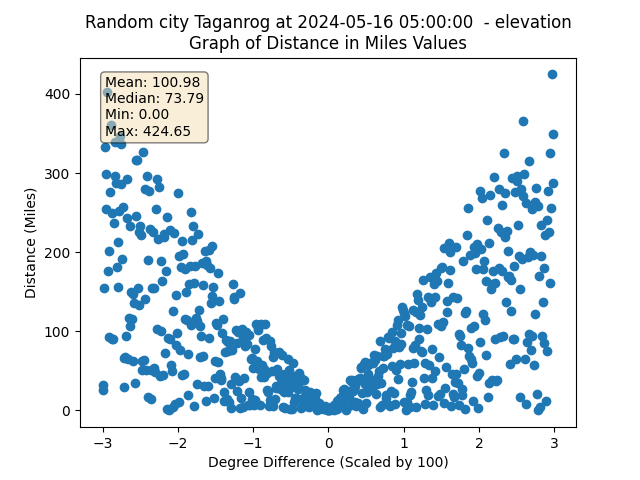 Random city Taganrog at 2024-05-16 05:00:00  - elevation
Graph of Distance in Miles Values
Mean: 100.98
Median: 73.79
Min: 0.00
Max: 424.65
400
300
200
100
0
Distance (Miles)
−3
−2
−1
0
1
2
3
Degree Difference (Scaled by 100)